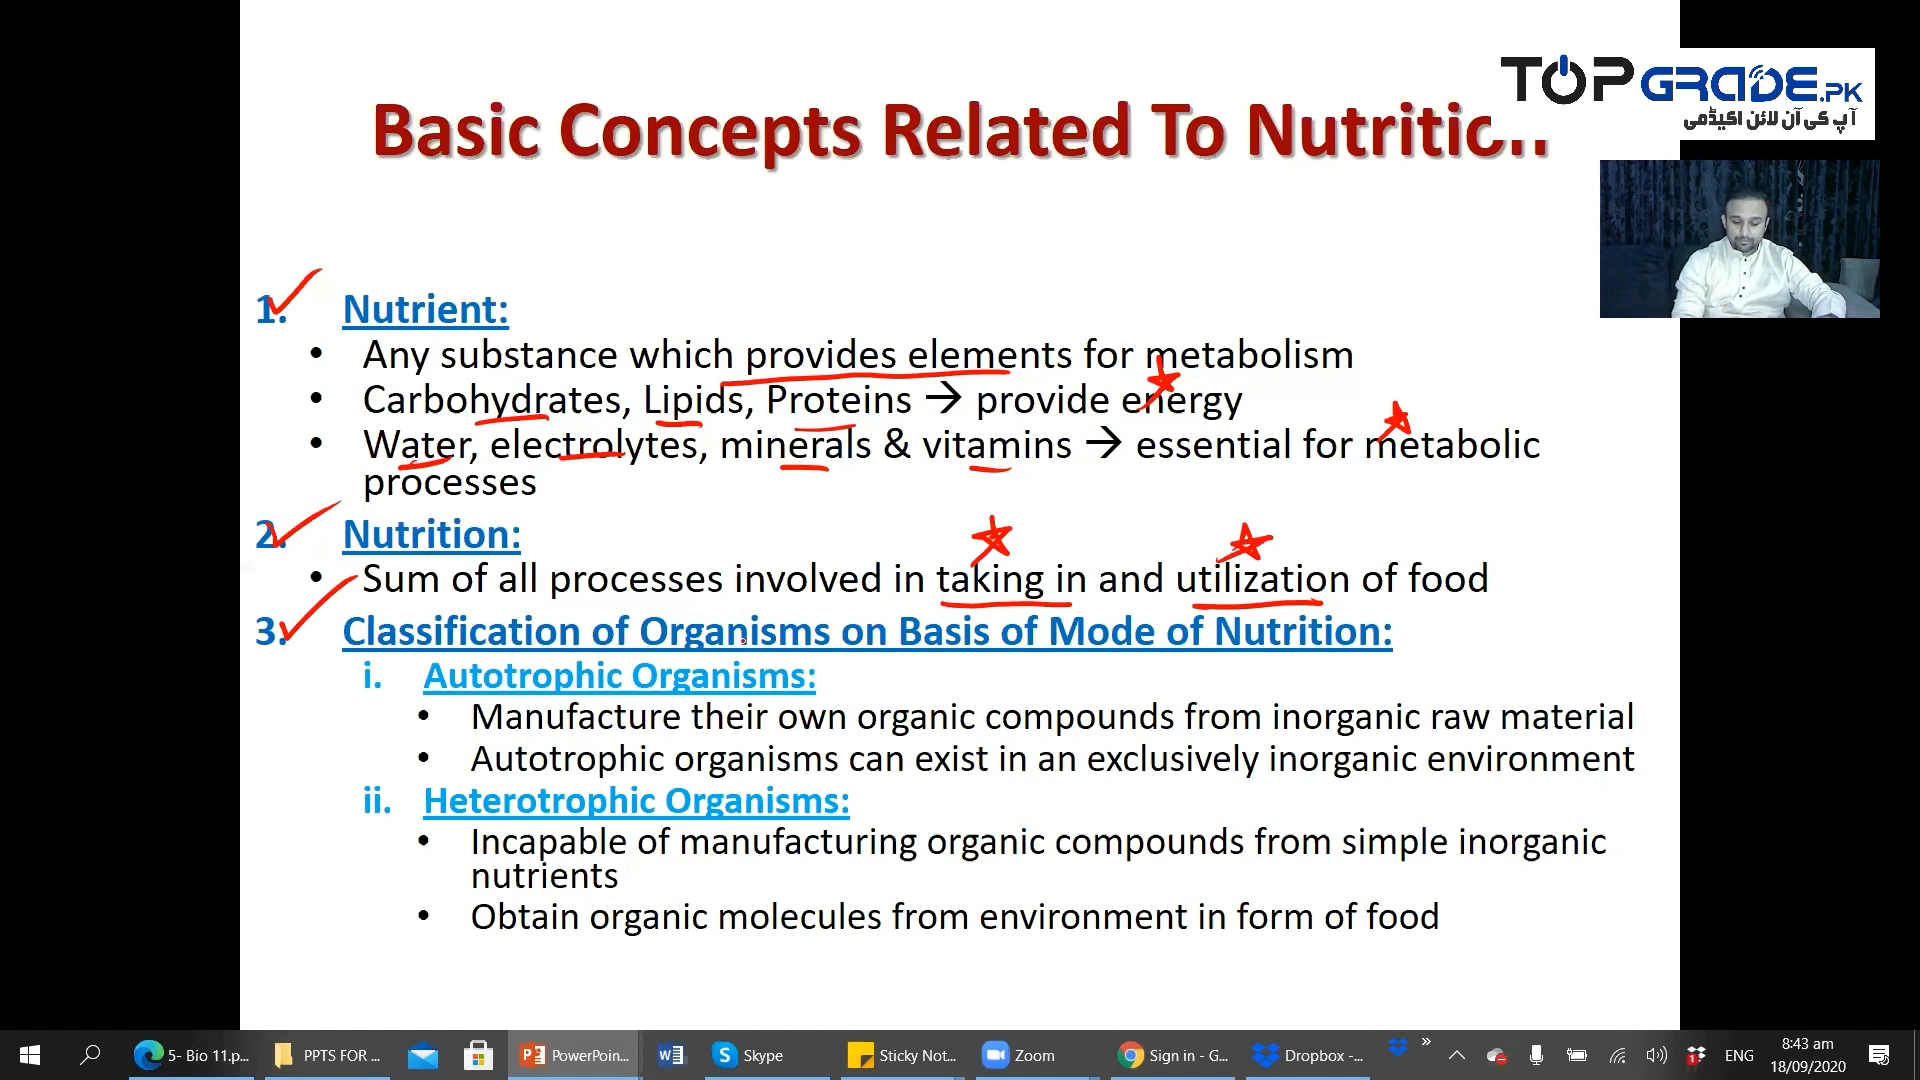 TOPGRADE.PK
آپ کی آن لائن اکیڈمی
Basic Concepts Related To Nutrition
1. Nutrient:
• Any substance which provides elements for metabolism
• Carbohydrates, Lipids, Proteins → provide energy
• Water, electrolytes, minerals & vitamins → essential for metabolic
processes
2. Nutrition:
• Sum of all processes involved in taking in and utilization of food
3. Classification of Organisms on Basis of Mode of Nutrition:
i. Autotrophic Organisms:
• Manufacture their own organic compounds from inorganic raw material
• Autotrophic organisms can exist in an exclusively inorganic environment
ii. Heterotrophic Organisms:
• Incapable of manufacturing organic compounds from simple inorganic
nutrients
• Obtain organic molecules from environment in form of food
5- Bio 11.p... PPTS FOR ... PowerPoin... Skype Sticky Not... Zoom Sign in - G... Dropbox -... » ENG 8:43 am
18/09/2020